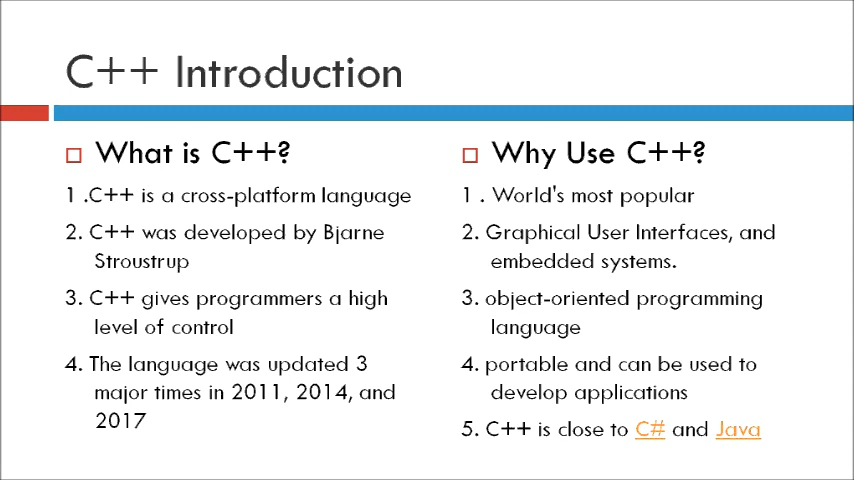 C++ Introduction
What is C++?
1 .C++ is a cross-platform language
2. C++ was developed by Bjarne
Stroustrup
3. C++ gives programmers a high
level of control
4. The language was updated 3
major times in 2011, 2014, and
2017
Why Use C++?
1 . World's most popular
2. Graphical User Interfaces, and
embedded systems.
3. object-oriented programming
language
4. portable and can be used to
develop applications
5. C++ is close to C# and Java